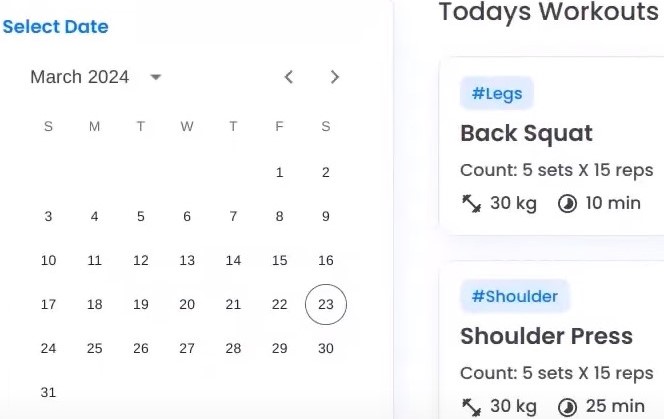 Select Date
March 2024
S M T W T F S
1 2
3 4 5 6 7 8 9
10 11 12 13 14 15 16
17 18 19 20 21 22 23
24 25 26 27 28 29 30
31
Todays Workouts
#Legs
Back Squat
Count: 5 sets X 15 reps
30 kg 10 min
#Shoulder
Shoulder Press
Count: 5 sets X 15 reps
30 kg 25 min